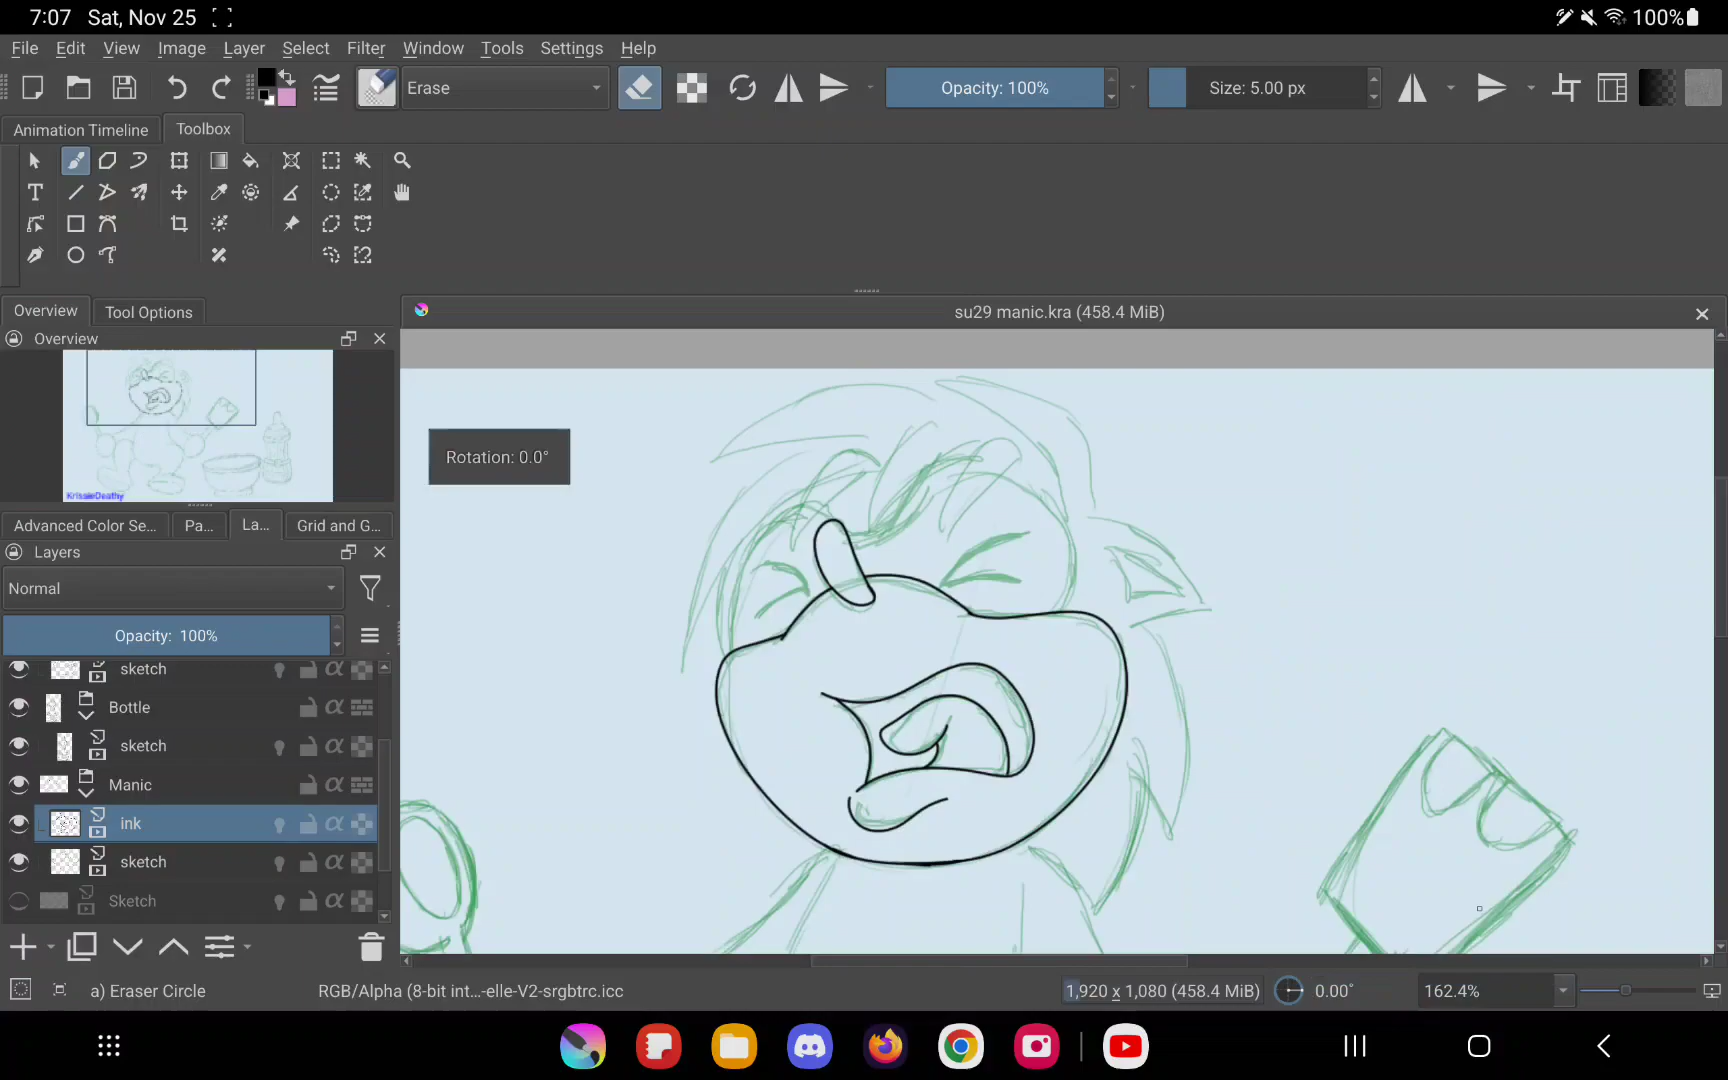 7:07 Sat, Nov 25 100%
File Edit View Image Layer Select Filter Window Tools Settings Help
Erase Opacity: 100% Size: 5.00 px
Animation Timeline Toolbox
Overview Tool Options
su29 manic.kra (458.4 MiB)
Overview
Rotation: 0.0°
KrissieDeathy
Advanced Color Se... Pa... La... Grid and G...
Layers
Normal
Opacity: 100%
sketch
Bottle
sketch
Manic
ink
sketch
Sketch
a) Eraser Circle RGB/Alpha (8-bit int...-elle-V2-srgbtrc.icc 1,920 x 1,080 (458.4 MiB) 0.00° 162.4%